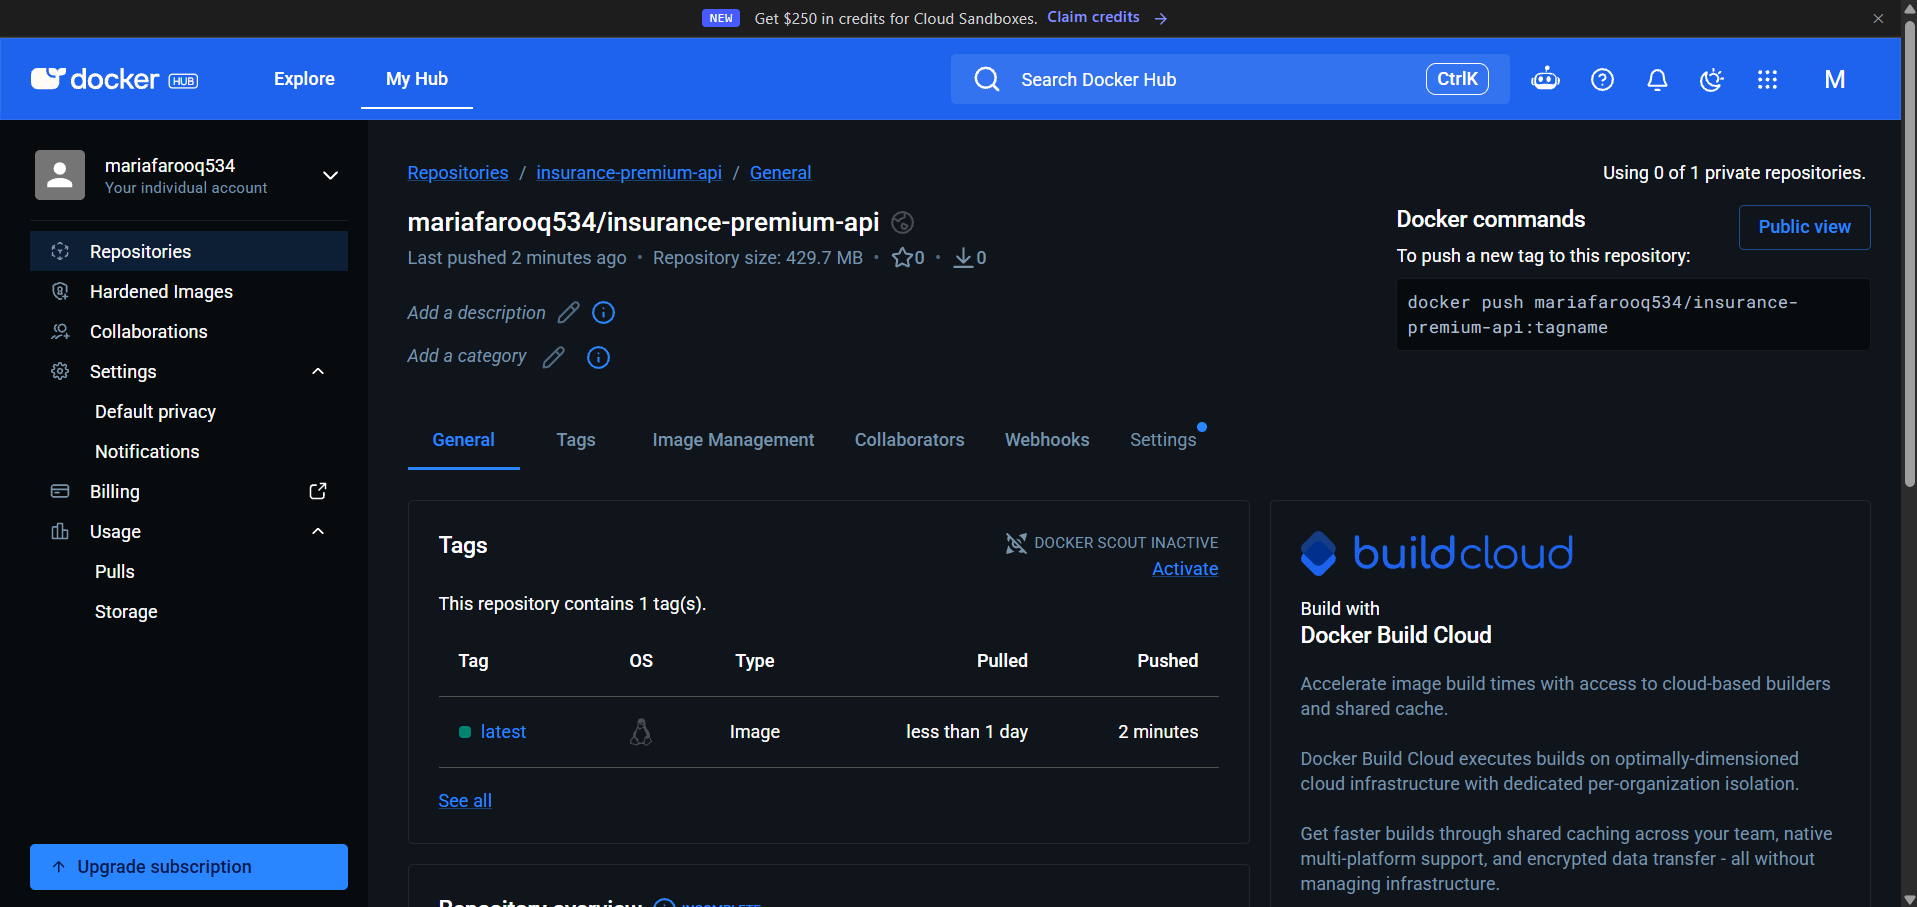 NEW Get $250 in credits for Cloud Sandboxes. Claim credits
docker HUB Explore My Hub Search Docker Hub CtrlK M
mariafarooq534
Your individual account
Repositories
Hardened Images
Collaborations
Settings
Default privacy
Notifications
Billing
Usage
Pulls
Storage
Upgrade subscription
Repositories / insurance-premium-api / General
Using 0 of 1 private repositories.
mariafarooq534/insurance-premium-api
Last pushed 2 minutes ago • Repository size: 429.7 MB • 0 • 0
Add a description
Add a category
Docker commands
Public view
To push a new tag to this repository:
docker push mariafarooq534/insurance-
premium-api:tagname
General Tags Image Management Collaborators Webhooks Settings
Tags
DOCKER SCOUT INACTIVE
Activate
This repository contains 1 tag(s).
Tag OS Type Pulled Pushed
latest Image less than 1 day 2 minutes
See all
Repository overview INCOMPLETE
buildcloud
Build with
Docker Build Cloud
Accelerate image build times with access to cloud-based builders
and shared cache.
Docker Build Cloud executes builds on optimally-dimensioned
cloud infrastructure with dedicated per-organization isolation.
Get faster builds through shared caching across your team, native
multi-platform support, and encrypted data transfer - all without
managing infrastructure.